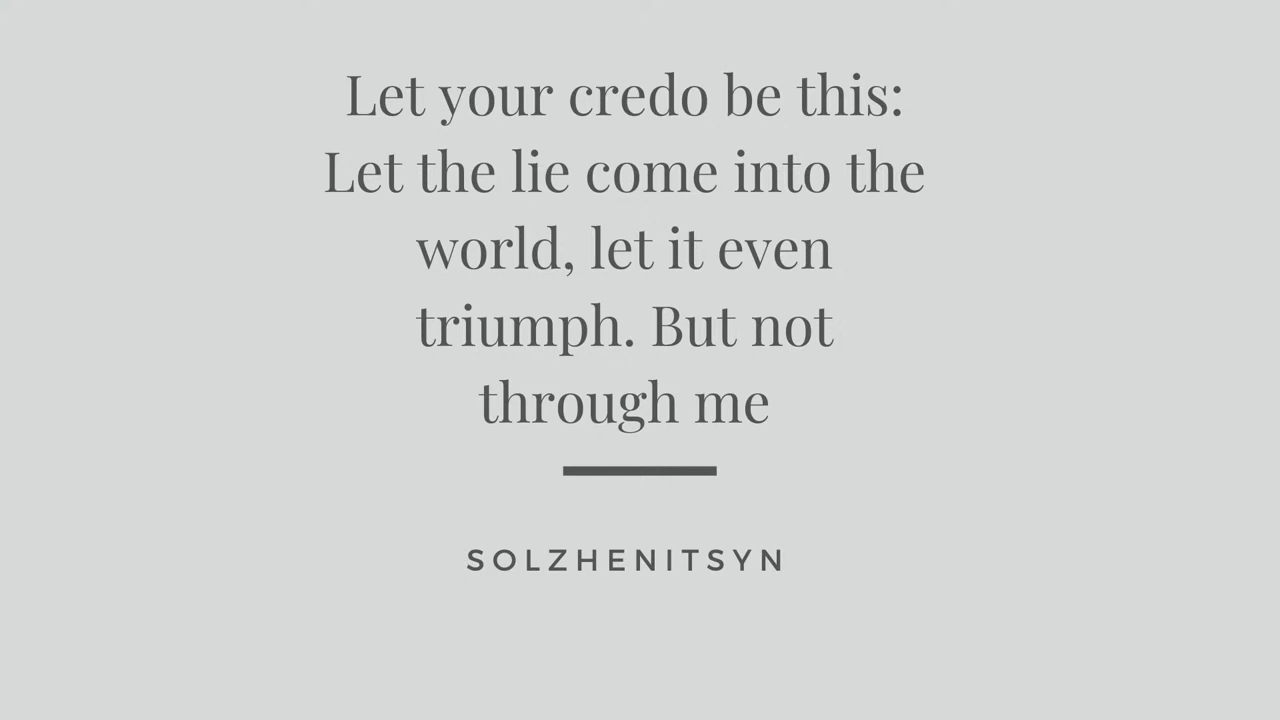 Let your credo be this:
Let the lie come into the
world, let it even
triumph. But not
through me
SOLZHENITSYN